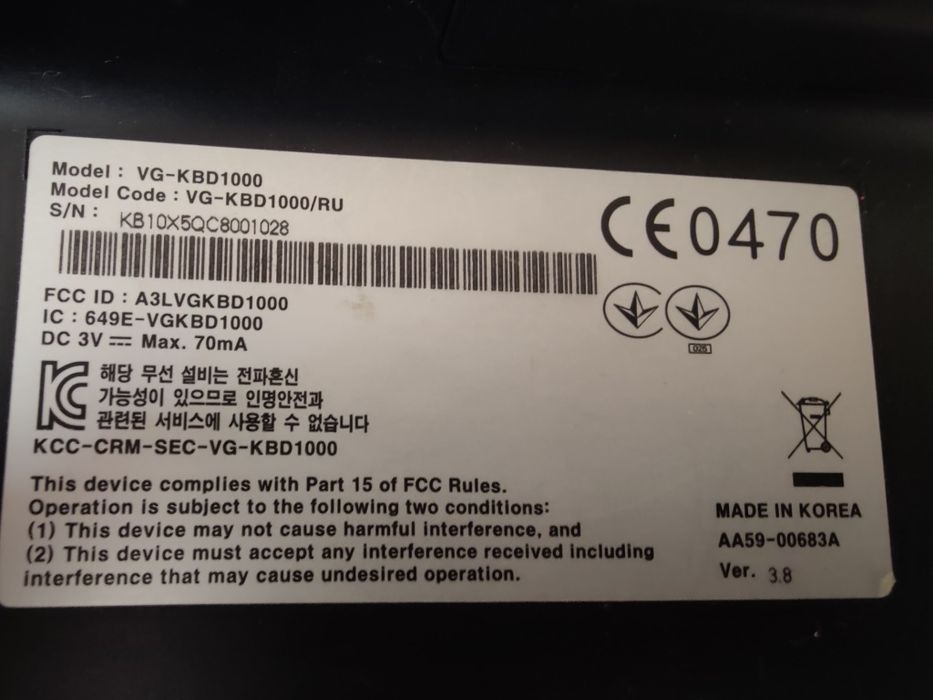 Model : VG-KBD1000
Model Code : VG-KBD1000/RU
S/N : KB10X5QC8001028
CE0470
FCC ID : A3LVGKBD1000
IC : 649E-VGKBD1000
DC 3V Max. 70mA
해당 무선 설비는 전파혼신
가능성이 있으므로 인명안전과
관련된 서비스에 사용할 수 없습니다
KCC-CRM-SEC-VG-KBD1000
This device complies with Part 15 of FCC Rules.
Operation is subject to the following two conditions:
(1) This device may not cause harmful interference, and
(2) This device must accept any interference received including
interference that may cause undesired operation.
MADE IN KOREA
AA59-00683A
Ver. 3.8